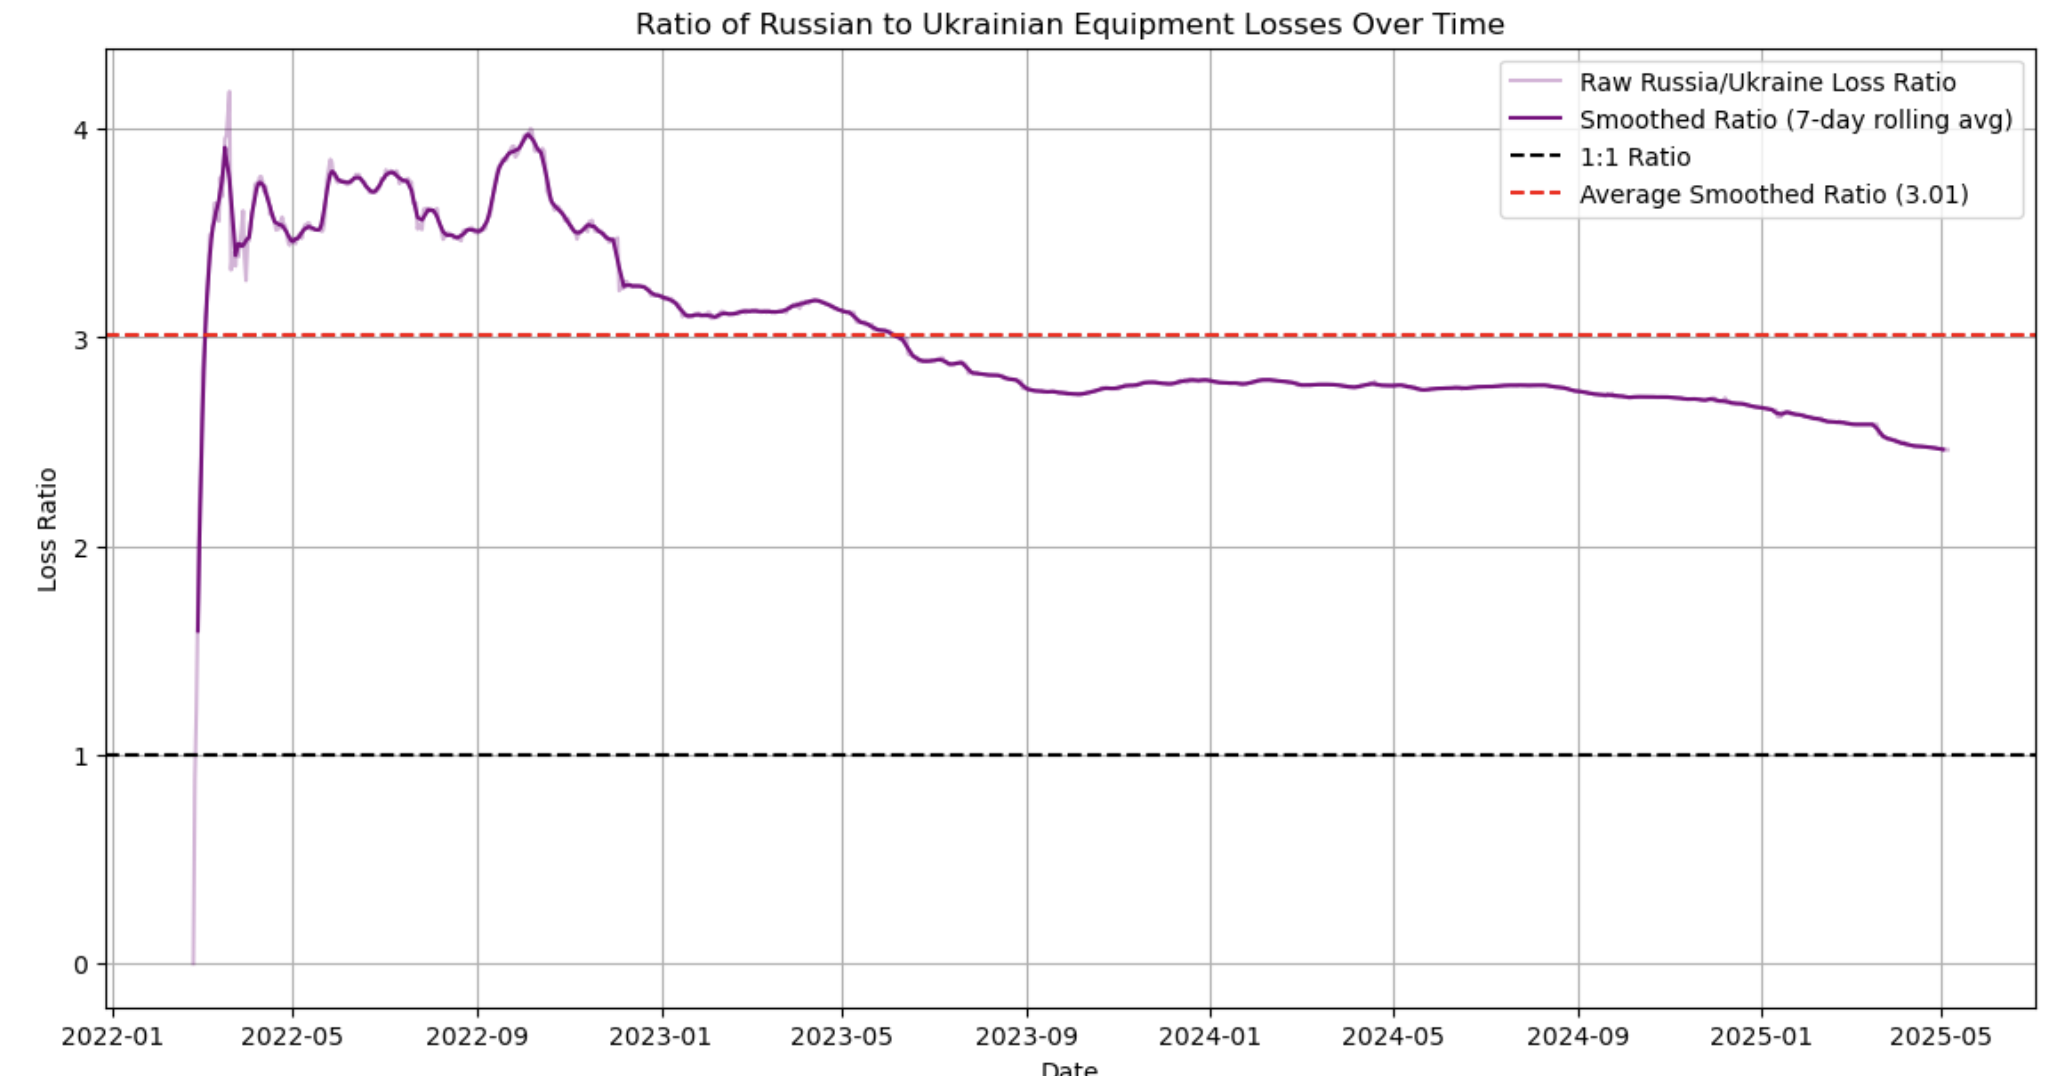 Ratio of Russian to Ukrainian Equipment Losses Over Time
Raw Russia/Ukraine Loss Ratio
Smoothed Ratio (7-day rolling avg)
1:1 Ratio
Average Smoothed Ratio (3.01)
4
3
2
1
0
Loss Ratio
2022-01 2022-05 2022-09 2023-01 2023-05 2023-09 2024-01 2024-05 2024-09 2025-01 2025-05
Date